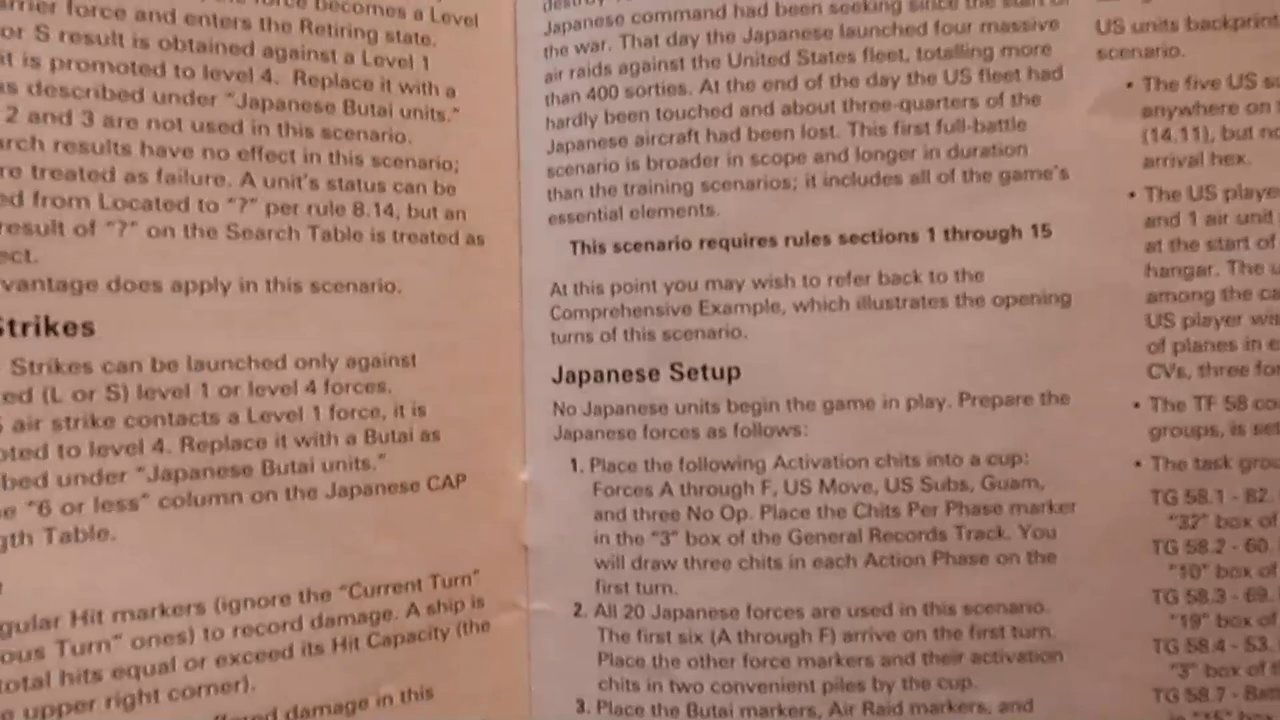 force becomes a Level
force and enters the Retiring state.
or S result is obtained against a Level 1
is promoted to level 4. Replace it with a
as described under "Japanese Butai units."
2 and 3 are not used in this scenario.
results have no effect in this scenario;
treated as failure. A unit's status can be
from Located to "?" per rule 8.14, but an
result of "?" on the Search Table is treated as
does apply in this scenario.
Strikes
Strikes can be launched only against
(L or S) level 1 or level 4 forces.
air strike contacts a Level 1 force, it is
to level 4. Replace it with a Butai as
under "Japanese Butai units."
"6 or less" column on the Japanese CAP
Table.
Hit markers (ignore the "Current Turn"
Turn" ones) to record damage. A ship is
total hits equal or exceed its Hit Capacity (the
upper right corner).
damage in this
Japanese command had been seeking since the start of
the war. That day the Japanese launched four massive
air raids against the United States fleet, totalling more
than 400 sorties. At the end of the day the US fleet had
hardly been touched and about three-quarters of the
Japanese aircraft had been lost. This first full-battle
scenario is broader in scope and longer in duration
than the training scenarios; it includes all of the game's
essential elements.
This scenario requires rules sections 1 through 15
At this point you may wish to refer back to the
Comprehensive Example, which illustrates the opening
turns of this scenario.
Japanese Setup
No Japanese units begin the game in play. Prepare the
Japanese forces as follows:
1. Place the following Activation chits into a cup:
Forces A through F, US Move, US Subs, Guam,
and three No Op. Place the Chits Per Phase marker
in the "3" box of the General Records Track. You
will draw three chits in each Action Phase on the
first turn.
2. All 20 Japanese forces are used in this scenario.
The first six (A through F) arrive on the first turn.
Place the other force markers and their activation
chits in two convenient piles by the cup.
3. Place the Butai markers, Air Raid markers, and
US units backprint
scenario.
• The five US
anywhere on
(14.11), but
arrival hex.
• The US
and 1 air unit
at the start of
hangar. The
among the
US player
of planes in
CVs, three
• The TF 58
groups, is
• The task
TG 58.1 - 82.
"32" box of
TG 58.2 - 60.
"10" box of
TG 58.3 - 69.
"19" box of
TG 58.4 - 53.
"3" box of
TG 58.7 -